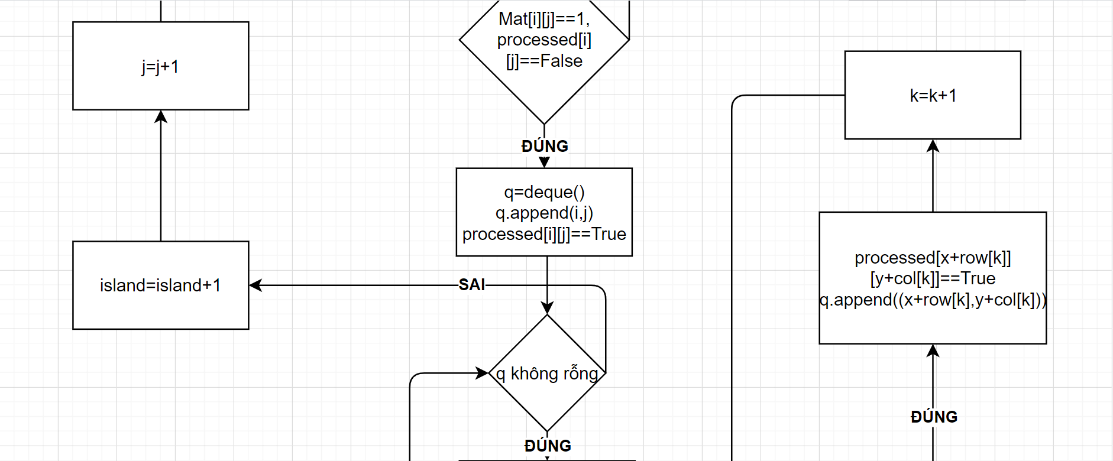 Mat[i][j]==1,
processed[i]
[j]==False
j=j+1
k=k+1
ĐÚNG
q=deque()
q.append(i,j)
processed[i][j]==True
processed[x+row[k]]
[y+col[k]]==True
q.append((x+row[k],y+col[k]))
island=island+1
SAI
q không rỗng
ĐÚNG
ĐÚNG